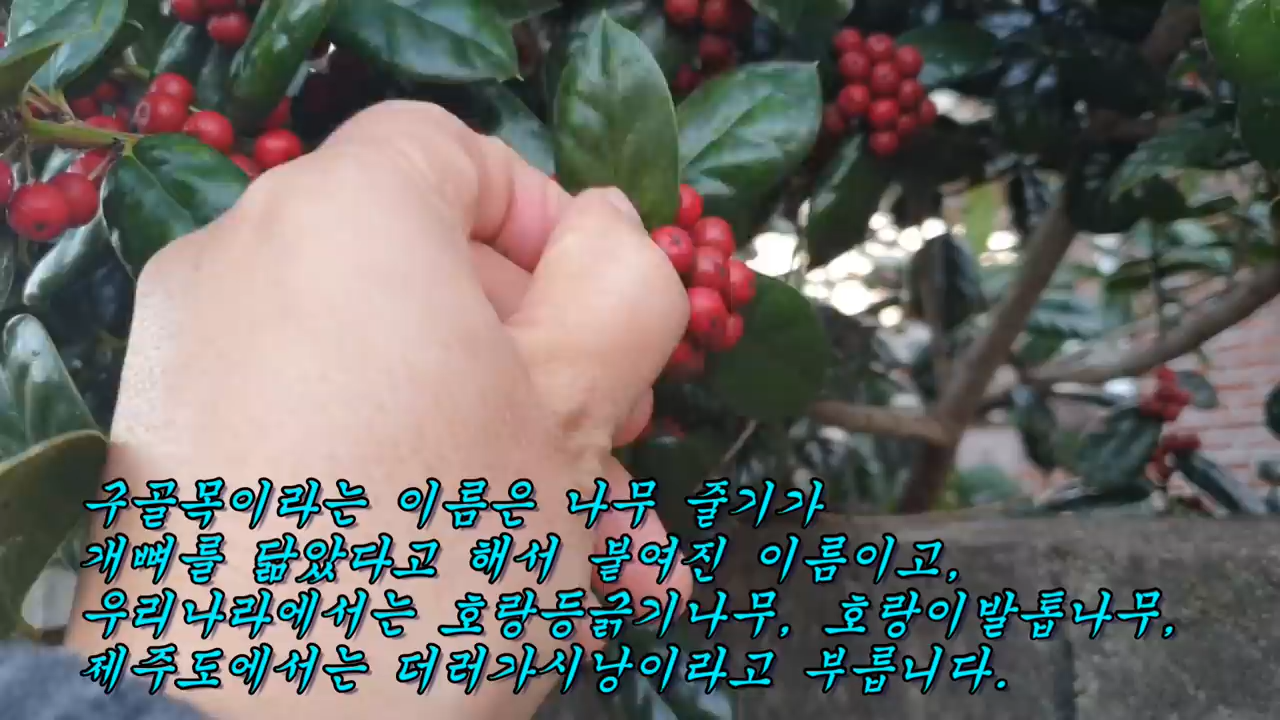 구골목이라는 이름은 나무 줄기가
개뼈를 닮았다고 해서 붙여진 이름이고,
우리나라에서는 호랑등긁기나무, 호랑이발톱나무,
제주도에서는 더러가시낭이라고 부릅니다.